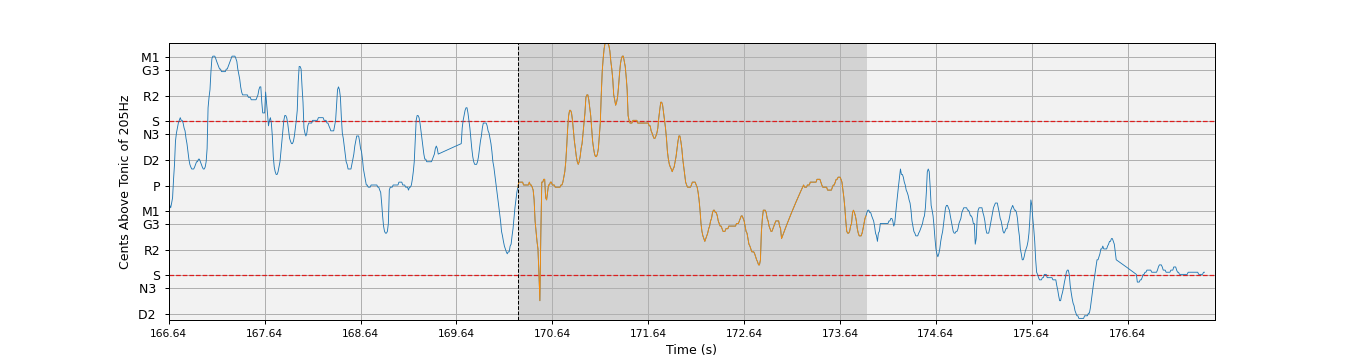 Cents Above Tonic of 205Hz
M1
G3
R2
S
N3
D2
P
M1
G3
R2
S
N3
D2
166.64 167.64 168.64 169.64 170.64 171.64 172.64 173.64 174.64 175.64 176.64
Time (s)